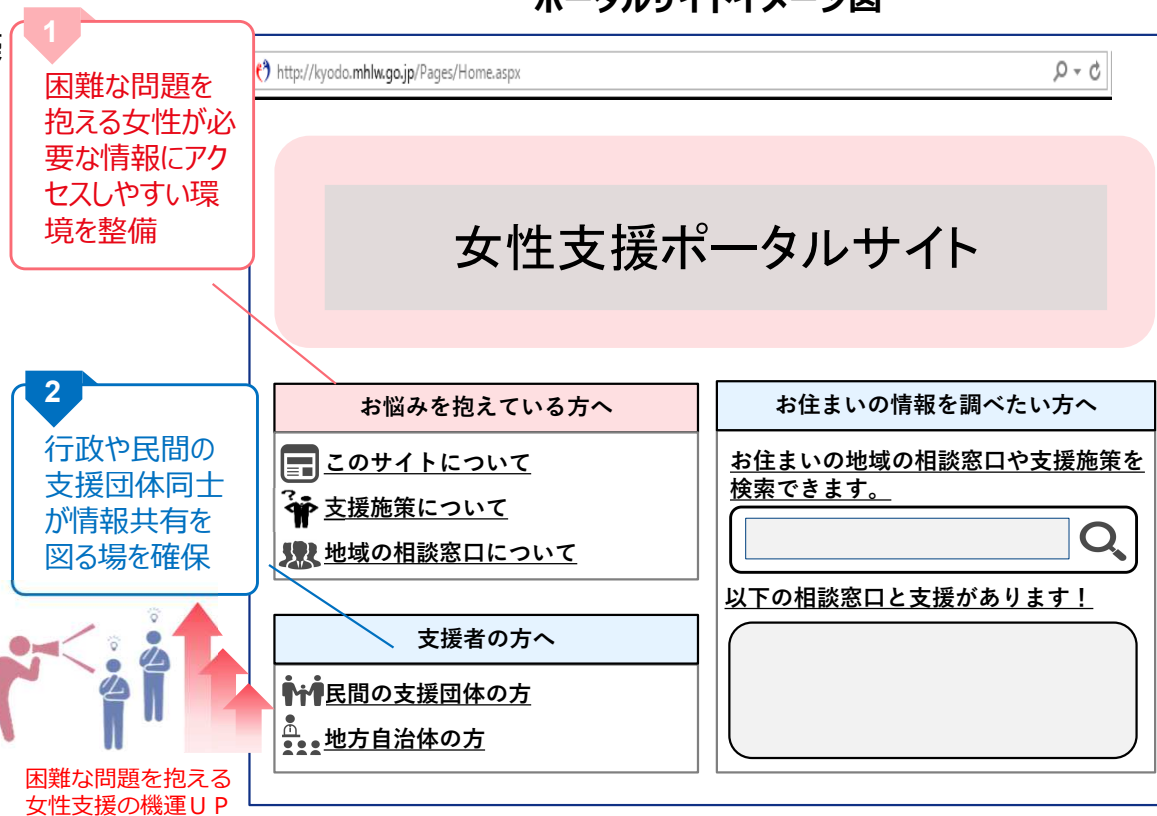 ポータルサイトイメージ図
1
困難な問題を
抱える女性が必
要な情報にアク
セスしやすい環
境を整備
http://kyodo.mhlw.go.jp/Pages/Home.aspx
女性支援ポータルサイト
2
行政や民間の
支援団体同士
が情報共有を
図る場を確保
お悩みを抱えている方へ
このサイトについて
支援施策について
地域の相談窓口について
支援者の方へ
民間の支援団体の方
地方自治体の方
お住まいの情報を調べたい方へ
お住まいの地域の相談窓口や支援施策を
検索できます。
以下の相談窓口と支援があります！
困難な問題を抱える
女性支援の機運ＵＰ